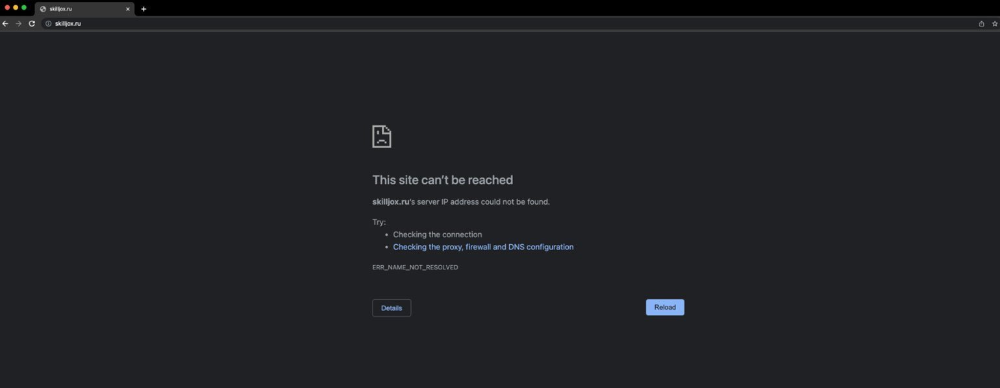 skilljox.ru
skilljox.ru
This site can't be reached
skilljox.ru's server IP address could not be found.
Try:
• Checking the connection
• Checking the proxy, firewall and DNS configuration
ERR_NAME_NOT_RESOLVED
Details
Reload